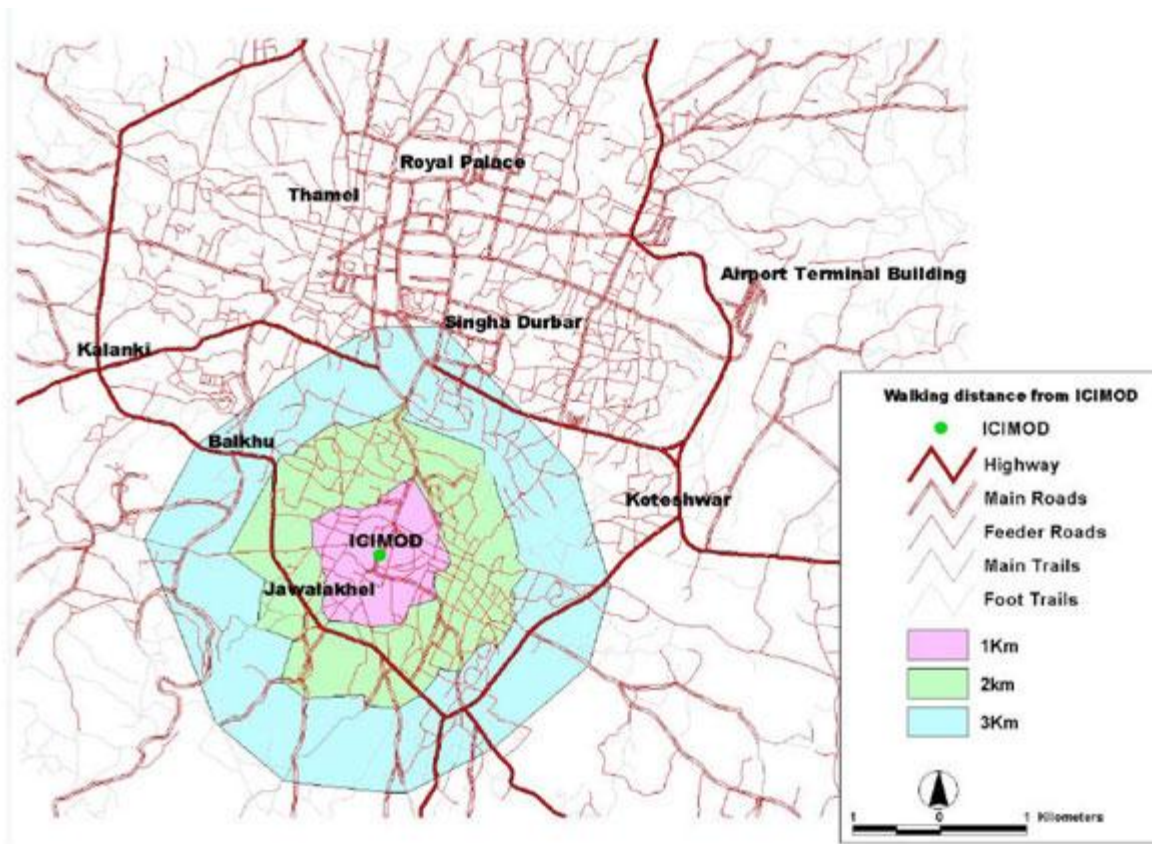 Royal Palace
Thamel
Airport Terminal Building
Singha Durbar
Kalanki
Balkhu
Koteshwar
ICIMOD
Jawalakhel
Walking distance from ICIMOD
ICIMOD
Highway
Main Roads
Feeder Roads
Main Trails
Foot Trails
1Km
2km
3Km
1 0 1 Kilometers